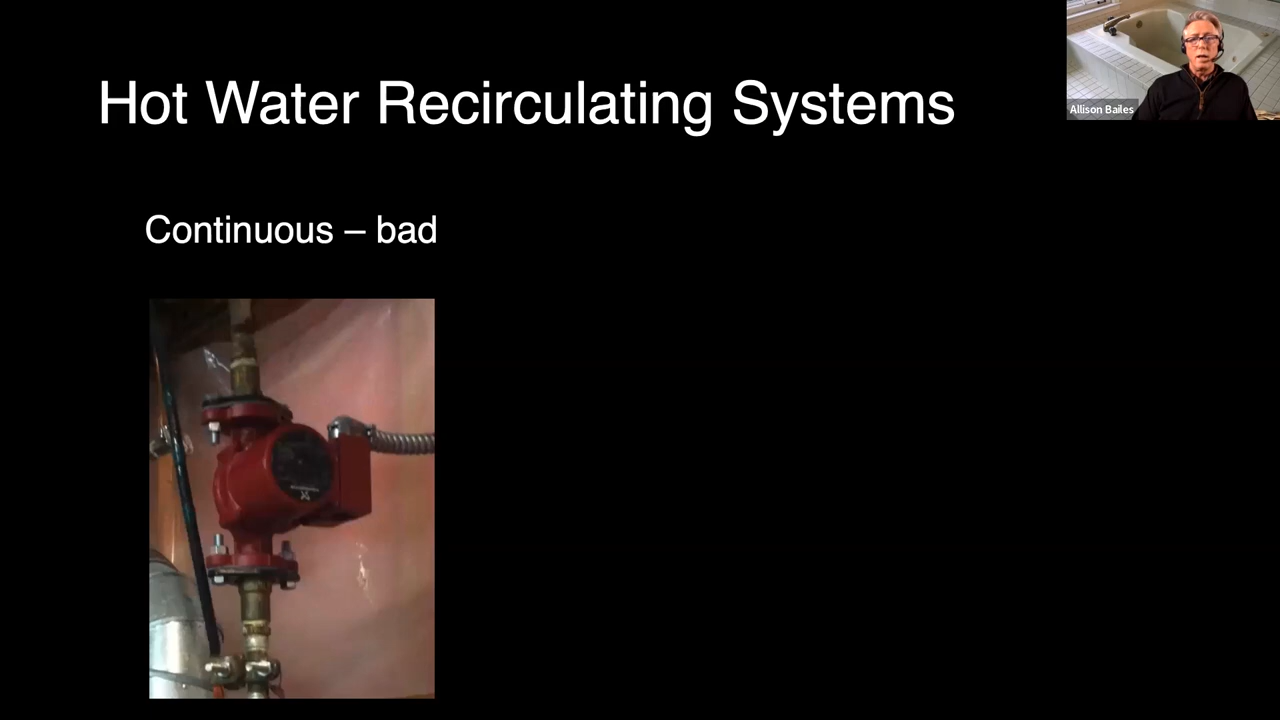 Hot Water Recirculating Systems
Allison Bailes
Continuous – bad